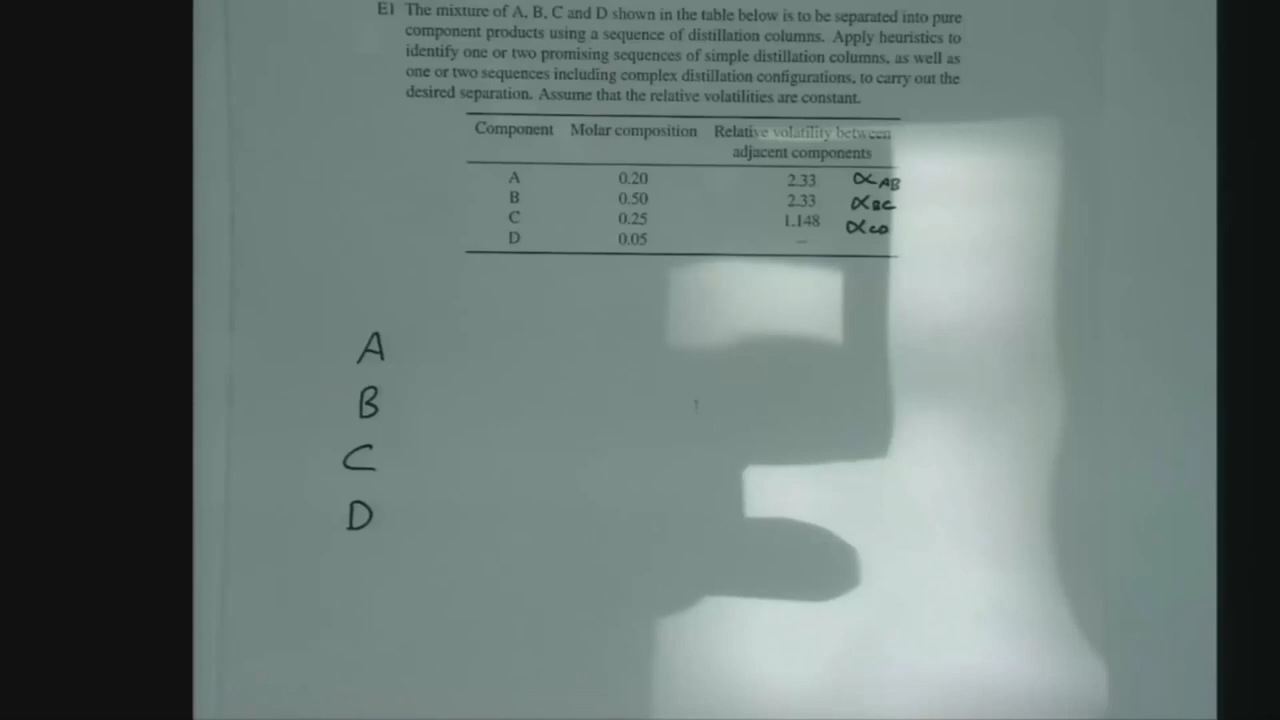 E1 The mixture of A, B, C and D shown in the table below is to be separated into pure
component products using a sequence of distillation columns. Apply heuristics to
identify one or two promising sequences of simple distillation columns, as well as
one or two sequences including complex distillation configurations, to carry out the
desired separation. Assume that the relative volatilities are constant.
Component Molar composition Relative volatility between
adjacent components
A 0.20 2.33 αAB
B 0.50 2.33 αBC
C 0.25 1.148 αCD
D 0.05 –
A
B
C
D